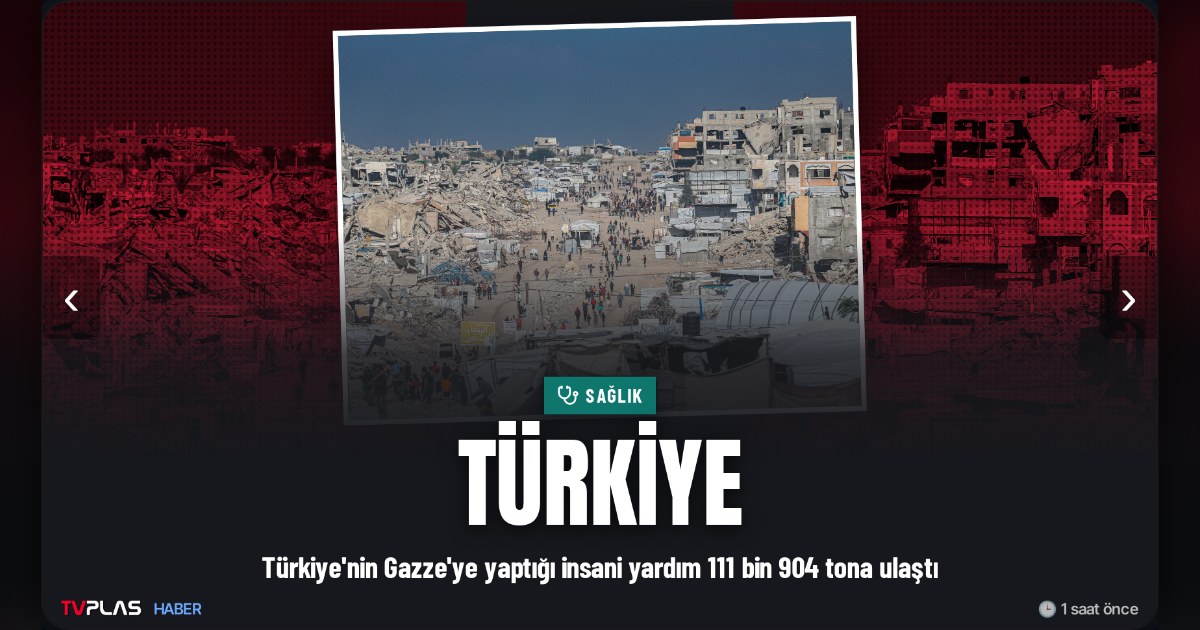 SAĞLIK
TÜRKİYE
Türkiye'nin Gazze'ye yaptığı insani yardım 111 bin 904 tona ulaştı
TVPLAS HABER
1 saat önce